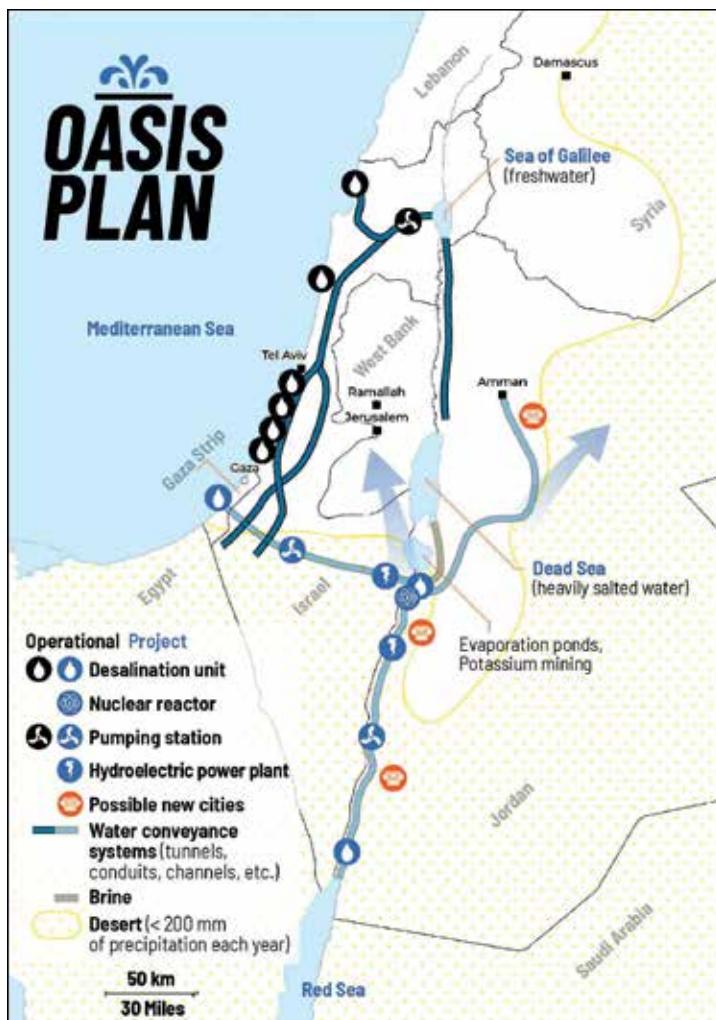 OASIS
PLAN
Lebanon
Damascus
Sea of Galilee
(freshwater)
Syria
Mediterranean Sea
West Bank
Tel Aviv
Ramallah
Jerusalem
Amman
Gaza Strip
Gaza
Egypt
Israel
Dead Sea
(heavily salted water)
Evaporation ponds,
Potassium mining
Operational Project
Desalination unit
Nuclear reactor
Pumping station
Hydroelectric power plant
Possible new cities
Water conveyance
systems (tunnels,
conduits, channels, etc.)
Brine
Desert (< 200 mm
of precipitation each year)
Jordan
Saudi Arabia
50 km
30 Miles
Red Sea